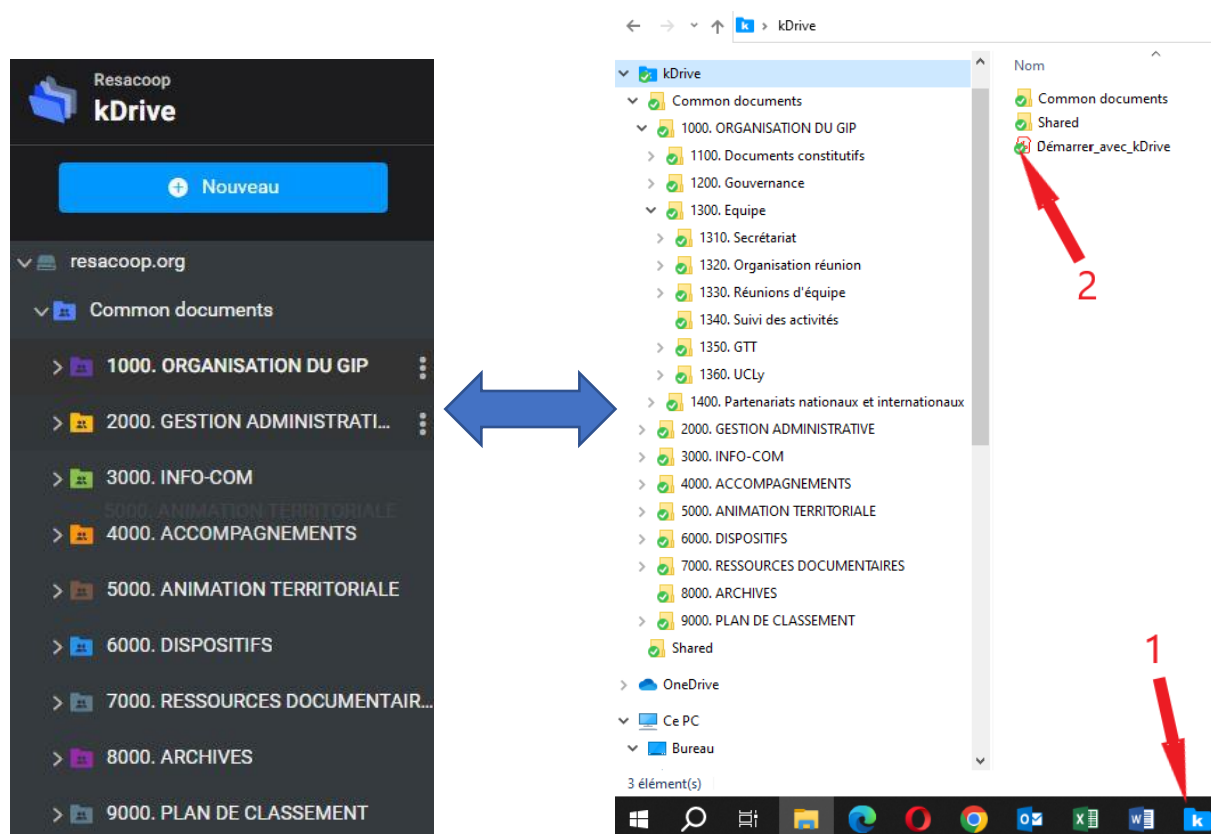 Resacoop
kDrive
Nouveau
resacoop.org
Common documents
1000. ORGANISATION DU GIP
2000. GESTION ADMINISTRATI...
3000. INFO-COM
5000. ANIMATION TERRITORIALE
4000. ACCOMPAGNEMENTS
5000. ANIMATION TERRITORIALE
6000. DISPOSITIFS
7000. RESSOURCES DOCUMENTAIR...
8000. ARCHIVES
9000. PLAN DE CLASSEMENT
k > kDrive
kDrive
Common documents
1000. ORGANISATION DU GIP
1100. Documents constitutifs
1200. Gouvernance
1300. Equipe
1310. Secrétariat
1320. Organisation réunion
1330. Réunions d'équipe
1340. Suivi des activités
1350. GTT
1360. UCLy
1400. Partenariats nationaux et internationaux
2000. GESTION ADMINISTRATIVE
3000. INFO-COM
4000. ACCOMPAGNEMENTS
5000. ANIMATION TERRITORIALE
6000. DISPOSITIFS
7000. RESSOURCES DOCUMENTAIRES
8000. ARCHIVES
9000. PLAN DE CLASSEMENT
Shared
OneDrive
Ce PC
Bureau
3 élément(s)
Nom
Common documents
Shared
Démarrer_avec_kDrive
2
1
k